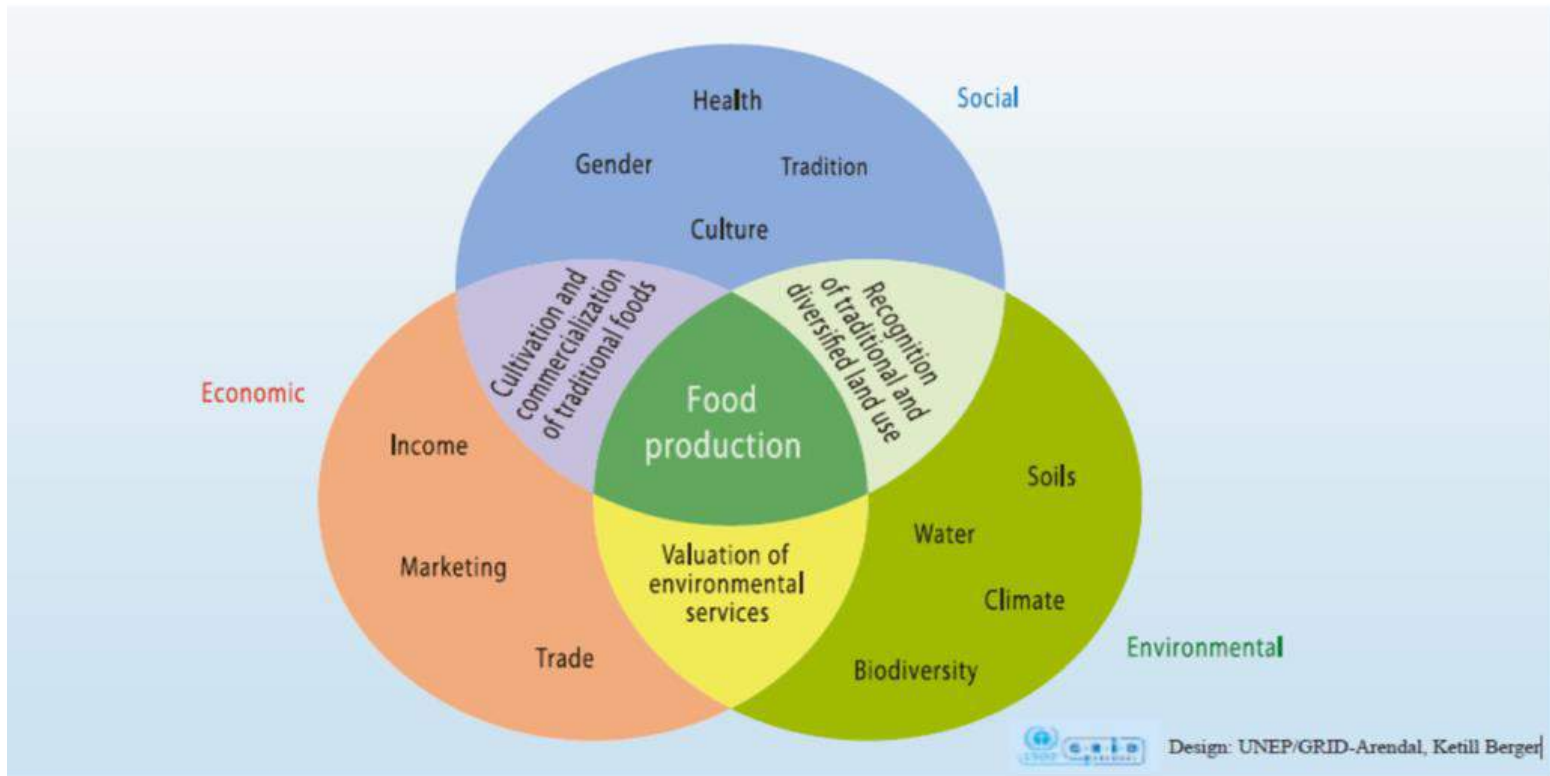 Health
Social
Gender
Tradition
Culture
Cultivation and
commercialization
of traditional foods
Recognition
of traditional and
diversified land use
Economic
Food
production
Income
Soils
Water
Valuation of
environmental
services
Marketing
Climate
Trade
Biodiversity
Environmental
UNEP
G R I D
Design: UNEP/GRID-Arendal, Ketill Berger